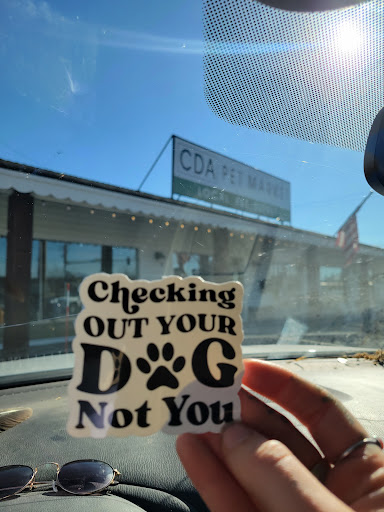 CDA PET MARKET
Checking
OUT YOUR
DOG
Not You